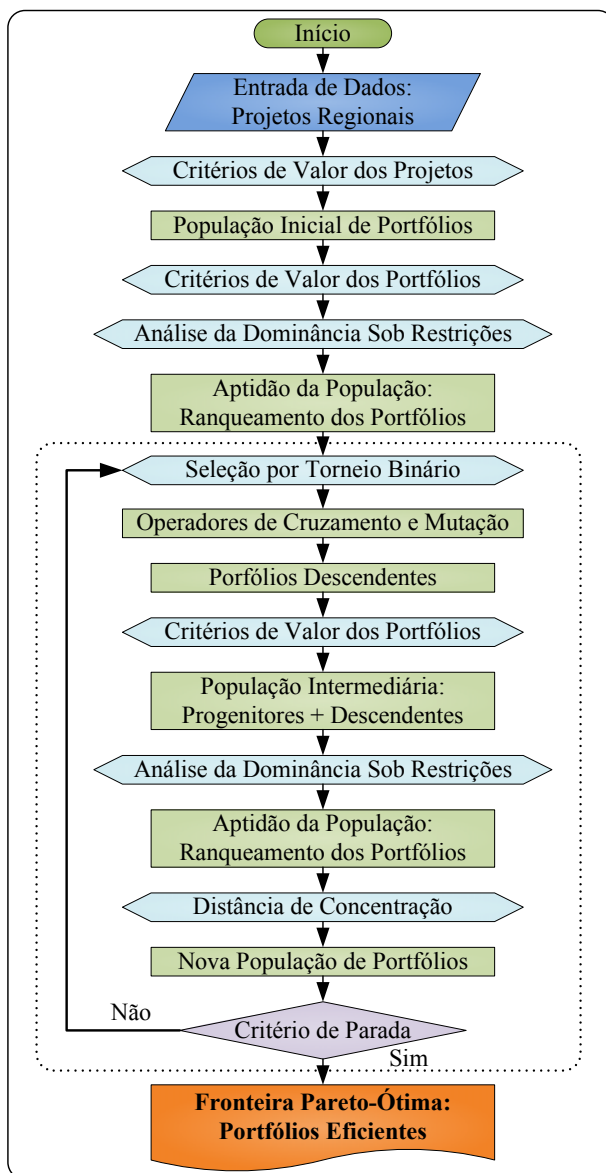 Início
Entrada de Dados:
Projetos Regionais
Critérios de Valor dos Projetos
População Inicial de Portfólios
Critérios de Valor dos Portfólios
Análise da Dominância Sob Restrições
Aptidão da População:
Ranqueamento dos Portfólios
Seleção por Torneio Binário
Operadores de Cruzamento e Mutação
Porfólios Descendentes
Critérios de Valor dos Portfólios
População Intermediária:
Progenitores + Descendentes
Análise da Dominância Sob Restrições
Aptidão da População:
Ranqueamento dos Portfólios
Distância de Concentração
Nova População de Portfólios
Não
Critério de Parada
Sim
Fronteira Pareto-Ótima:
Portfólios Eficientes